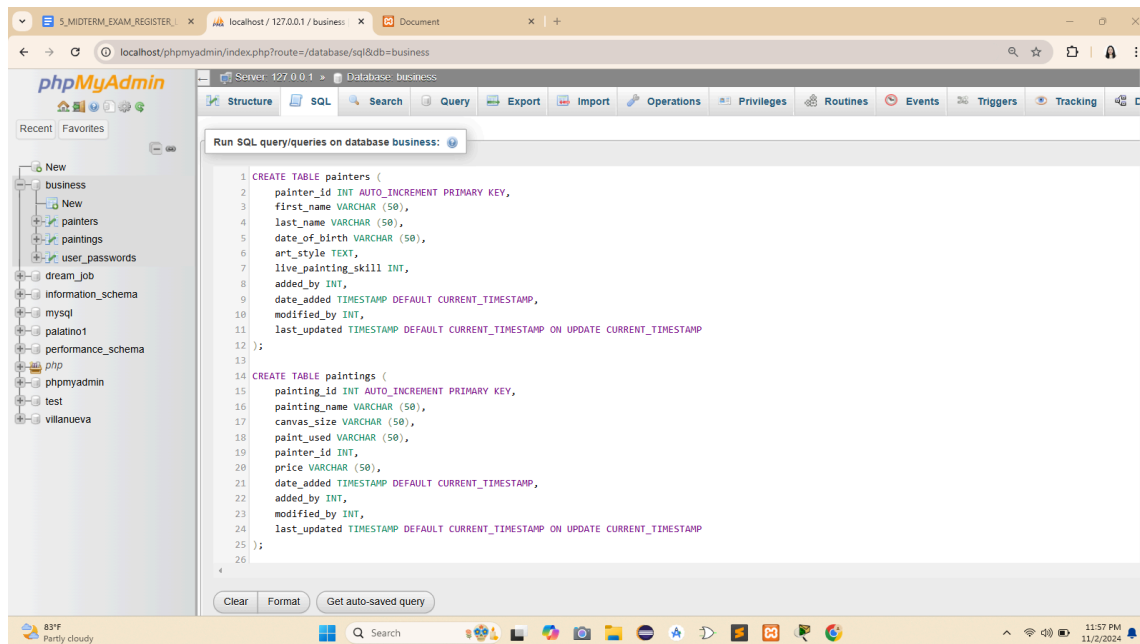 5_MIDTERM_EXAM_REGISTER_
localhost / 127.0.0.1 / business
Document
localhost/phpmyadmin/index.php?route=/database/sql&db=business
phpMyAdmin
Recent Favorites
New
business
New
painters
paintings
user_passwords
dream_job
information_schema
mysql
palatino1
performance_schema
php
phpmyadmin
test
villanueva
Server: 127.0.0.1 » Database: business
Structure SQL Search Query Export Import Operations Privileges Routines Events Triggers Tracking
Run SQL query/queries on database business:
1 CREATE TABLE painters (
2 painter_id INT AUTO_INCREMENT PRIMARY KEY,
3 first_name VARCHAR (50),
4 last_name VARCHAR (50),
5 date_of_birth VARCHAR (50),
6 art_style TEXT,
7 live_painting_skill INT,
8 added_by INT,
9 date_added TIMESTAMP DEFAULT CURRENT_TIMESTAMP,
10 modified_by INT,
11 last_updated TIMESTAMP DEFAULT CURRENT_TIMESTAMP ON UPDATE CURRENT_TIMESTAMP
12 );
13
14 CREATE TABLE paintings (
15 painting_id INT AUTO_INCREMENT PRIMARY KEY,
16 painting_name VARCHAR (50),
17 canvas_size VARCHAR (50),
18 paint_used VARCHAR (50),
19 painter_id INT,
20 price VARCHAR (50),
21 date_added TIMESTAMP DEFAULT CURRENT_TIMESTAMP,
22 added_by INT,
23 modified_by INT,
24 last_updated TIMESTAMP DEFAULT CURRENT_TIMESTAMP ON UPDATE CURRENT_TIMESTAMP
25 );
26
Clear Format Get auto-saved query
83°F
Partly cloudy
Search
11:57 PM
11/2/2024